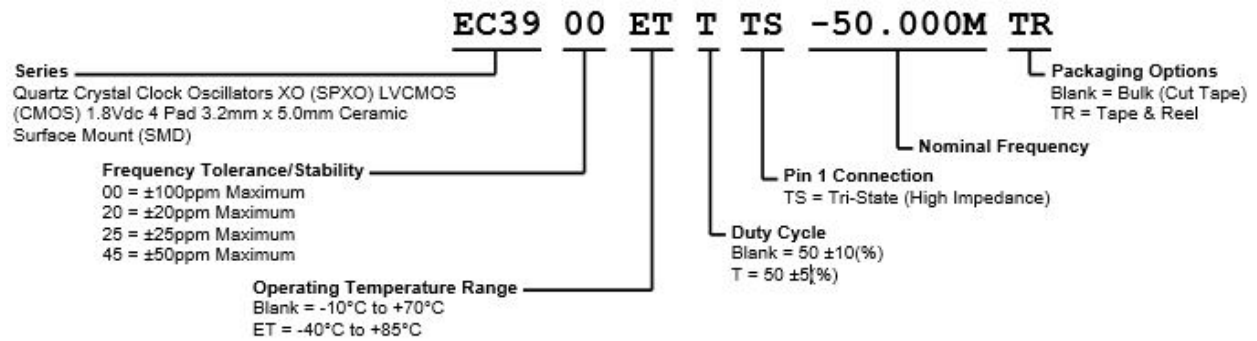 EC39 00 ET T TS -50.000M TR
Series
Quartz Crystal Clock Oscillators XO (SPXO) LVCMOS
(CMOS) 1.8Vdc 4 Pad 3.2mm x 5.0mm Ceramic
Surface Mount (SMD)
Frequency Tolerance/Stability
00 = ±100ppm Maximum
20 = ±20ppm Maximum
25 = ±25ppm Maximum
45 = ±50ppm Maximum
Operating Temperature Range
Blank = -10°C to +70°C
ET = -40°C to +85°C
Duty Cycle
Blank = 50 ±10(%)
T = 50 ±5(%)
Pin 1 Connection
TS = Tri-State (High Impedance)
Nominal Frequency
Packaging Options
Blank = Bulk (Cut Tape)
TR = Tape & Reel